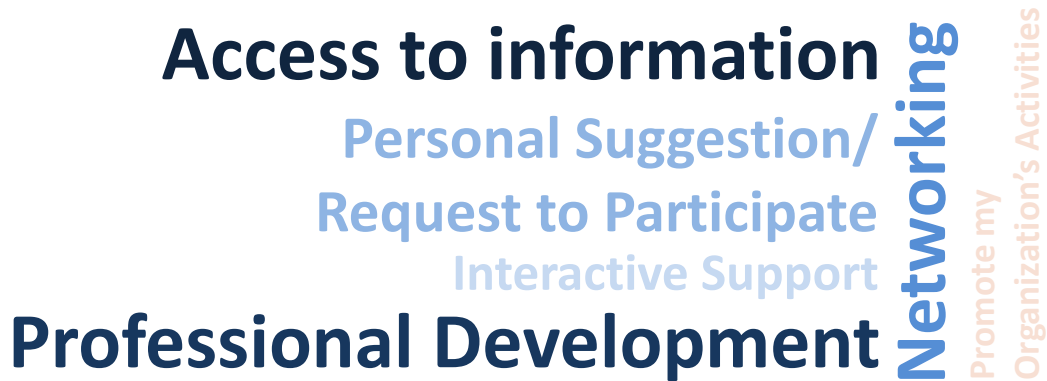 Access to information
Personal Suggestion/
Request to Participate
Interactive Support
Professional Development
Networking
Promote my
Organization’s Activities